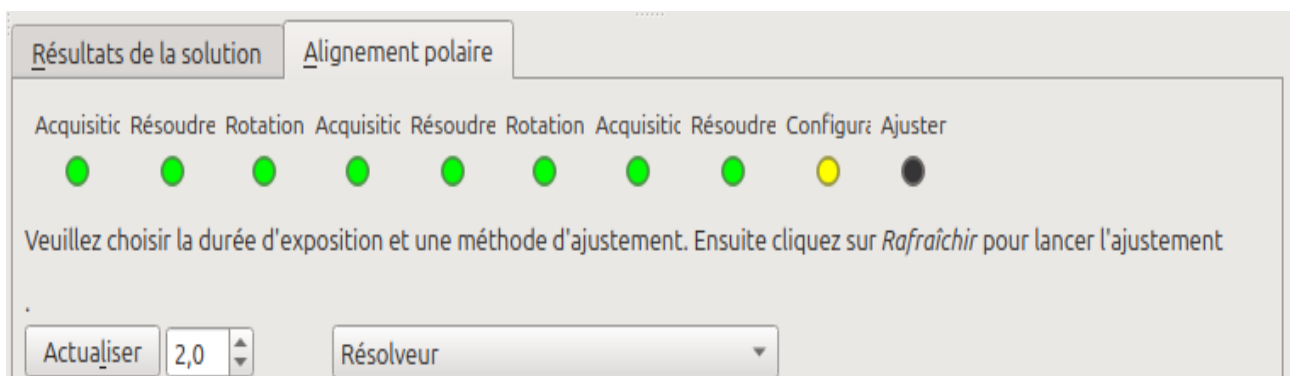 Résultats de la solution Alignement polaire
Acquisitic Résoudre Rotation Acquisitic Résoudre Rotation Acquisitic Résoudre Configura Ajuster
Veuillez choisir la durée d'exposition et une méthode d'ajustement. Ensuite cliquez sur Rafraîchir pour lancer l'ajustement
.
Actualiser 2,0 Résolveur